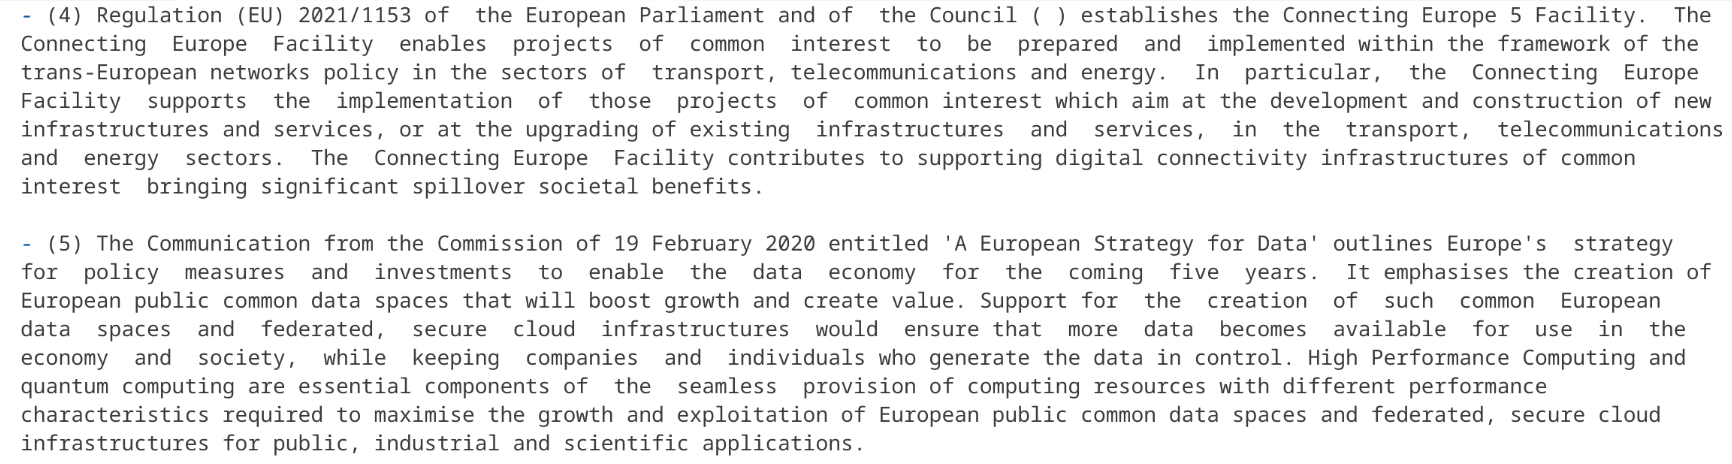 - (4) Regulation (EU) 2021/1153 of  the European Parliament and of  the Council ( ) establishes the Connecting Europe 5 Facility.  The
Connecting  Europe  Facility  enables  projects  of  common  interest  to  be  prepared  and  implemented within the framework of the
trans-European networks policy in the sectors of  transport, telecommunications and energy.  In  particular,  the  Connecting  Europe
Facility  supports  the  implementation  of  those  projects  of  common interest which aim at the development and construction of new
infrastructures and services, or at the upgrading of existing  infrastructures  and  services,  in  the  transport,  telecommunications
and  energy  sectors.  The  Connecting Europe  Facility contributes to supporting digital connectivity infrastructures of common
interest  bringing significant spillover societal benefits.

- (5) The Communication from the Commission of 19 February 2020 entitled 'A European Strategy for Data' outlines Europe's  strategy
for  policy  measures  and  investments  to  enable  the  data  economy  for  the  coming  five  years.  It emphasises the creation of
European public common data spaces that will boost growth and create value. Support for  the  creation  of  such  common  European
data  spaces  and  federated,  secure  cloud  infrastructures  would  ensure that  more  data  becomes  available  for  use  in  the
economy  and  society,  while  keeping  companies  and  individuals who generate the data in control. High Performance Computing and
quantum computing are essential components of  the  seamless  provision of computing resources with different performance
characteristics required to maximise the growth and exploitation of European public common data spaces and federated, secure cloud
infrastructures for public, industrial and scientific applications.